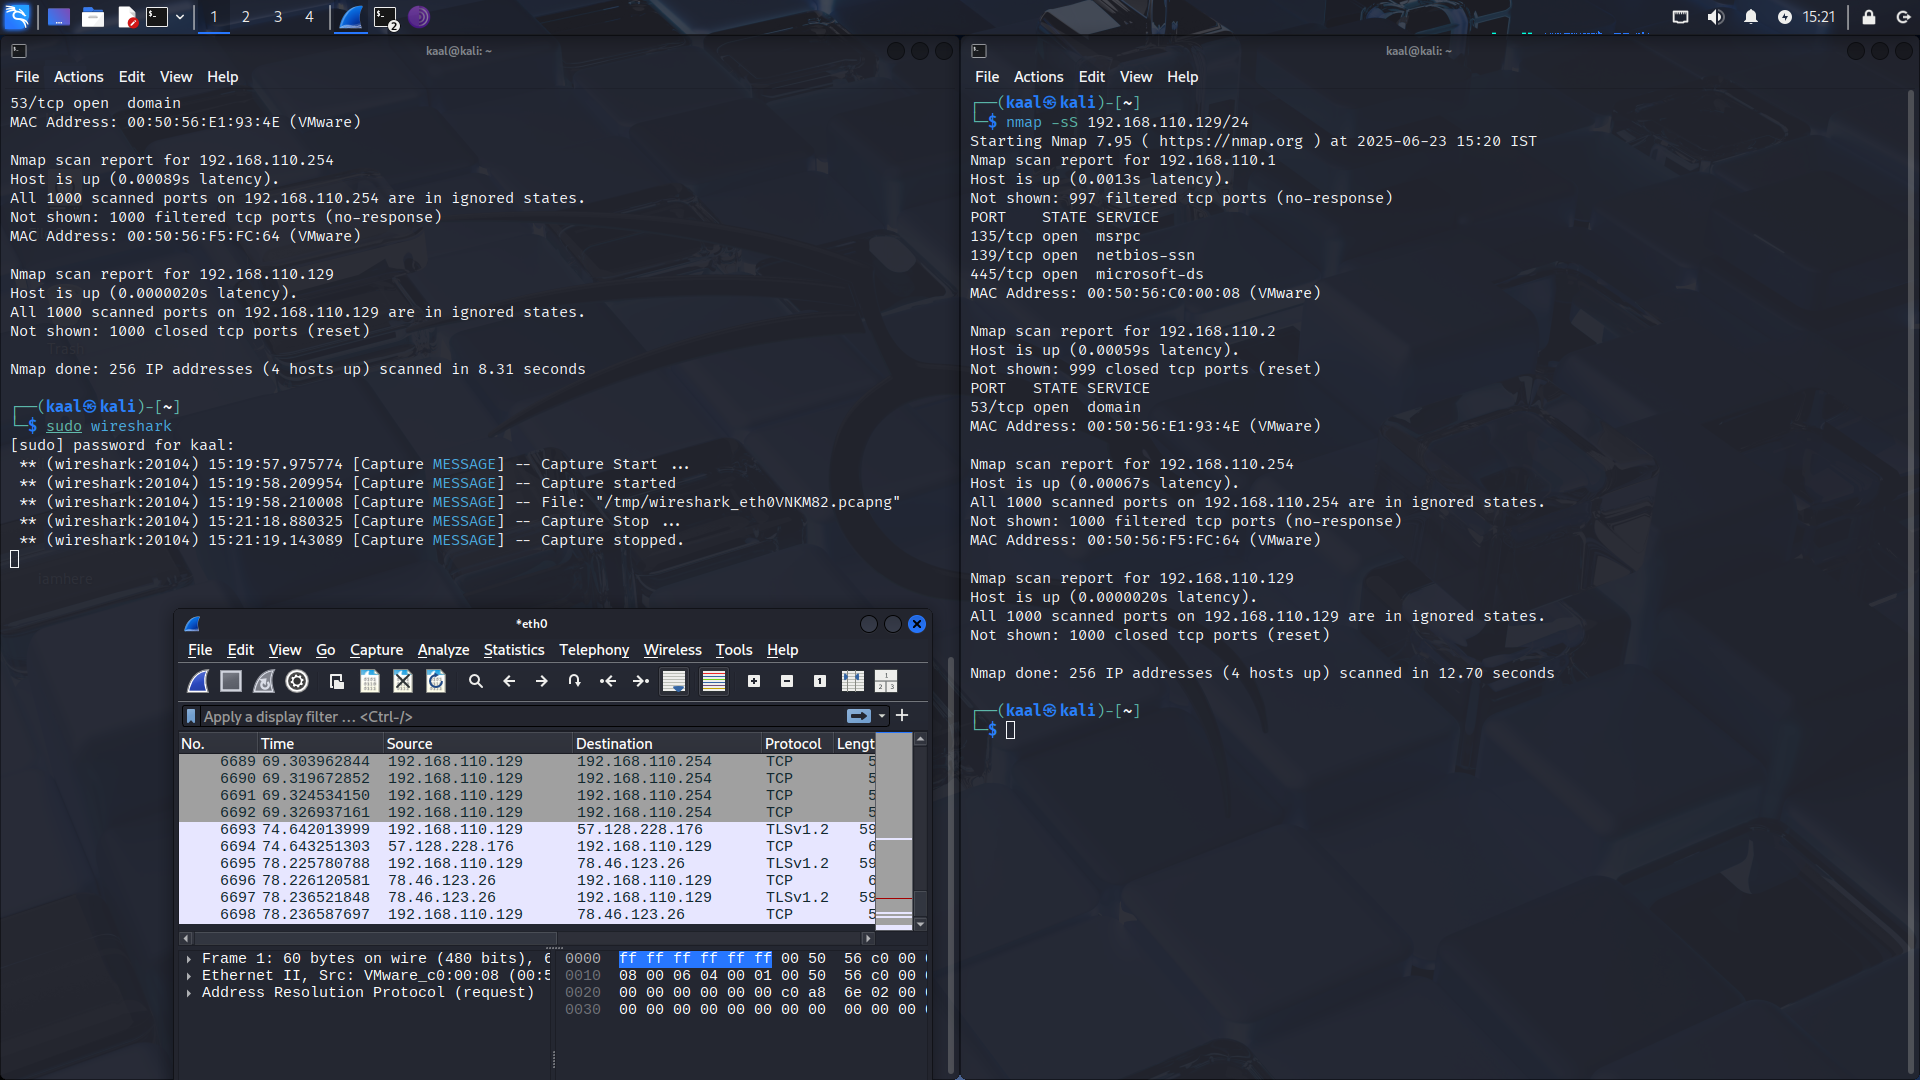 1 2 3 4
2
15:21
kaal@kali: ~
File Actions Edit View Help
53/tcp open  domain
MAC Address: 00:50:56:E1:93:4E (VMware)
Nmap scan report for 192.168.110.254
Host is up (0.00089s latency).
All 1000 scanned ports on 192.168.110.254 are in ignored states.
Not shown: 1000 filtered tcp ports (no-response)
MAC Address: 00:50:56:F5:FC:64 (VMware)
Nmap scan report for 192.168.110.129
Host is up (0.0000020s latency).
All 1000 scanned ports on 192.168.110.129 are in ignored states.
Not shown: 1000 closed tcp ports (reset)
Trash
Nmap done: 256 IP addresses (4 hosts up) scanned in 8.31 seconds
┌──(kaal㉿kali)-[~]
└─$ sudo wireshark
[sudo] password for kaal:
 ** (wireshark:20104) 15:19:57.975774 [Capture MESSAGE] -- Capture Start ...
 ** (wireshark:20104) 15:19:58.209954 [Capture MESSAGE] -- Capture started
 ** (wireshark:20104) 15:19:58.210008 [Capture MESSAGE] -- File: "/tmp/wireshark_eth0VNKM82.pcapng"
 ** (wireshark:20104) 15:21:18.880325 [Capture MESSAGE] -- Capture Stop ...
 ** (wireshark:20104) 15:21:19.143089 [Capture MESSAGE] -- Capture stopped.
iamhere
*eth0
File Edit View Go Capture Analyze Statistics Telephony Wireless Tools Help
Apply a display filter ... <Ctrl-/>
No. Time Source Destination Protocol Lengt
6689 69.303962844 192.168.110.129 192.168.110.254 TCP 5
6690 69.319672852 192.168.110.129 192.168.110.254 TCP 5
6691 69.324534150 192.168.110.129 192.168.110.254 TCP 5
6692 69.326937161 192.168.110.129 192.168.110.254 TCP 5
6693 74.642013999 192.168.110.129 57.128.228.176 TLSv1.2 59
6694 74.643251303 57.128.228.176 192.168.110.129 TCP 6
6695 78.225780788 192.168.110.129 78.46.123.26 TLSv1.2 59
6696 78.226120581 78.46.123.26 192.168.110.129 TCP 6
6697 78.236521848 78.46.123.26 192.168.110.129 TLSv1.2 59
6698 78.236587697 192.168.110.129 78.46.123.26 TCP 5
Frame 1: 60 bytes on wire (480 bits), 6
Ethernet II, Src: VMware_c0:00:08 (00:5
Address Resolution Protocol (request)
0000 ff ff ff ff ff ff 00 50 56 c0 00
0010 08 00 06 04 00 01 00 50 56 c0 00
0020 00 00 00 00 00 00 c0 a8 6e 02 00
0030 00 00 00 00 00 00 00 00 00 00 00
kaal@kali: ~
File Actions Edit View Help
┌──(kaal㉿kali)-[~]
└─$ nmap -sS 192.168.110.129/24
Starting Nmap 7.95 ( https://nmap.org ) at 2025-06-23 15:20 IST
Nmap scan report for 192.168.110.1
Host is up (0.0013s latency).
Not shown: 997 filtered tcp ports (no-response)
PORT    STATE SERVICE
135/tcp open  msrpc
139/tcp open  netbios-ssn
445/tcp open  microsoft-ds
MAC Address: 00:50:56:C0:00:08 (VMware)
Nmap scan report for 192.168.110.2
Host is up (0.00059s latency).
Not shown: 999 closed tcp ports (reset)
PORT   STATE SERVICE
53/tcp open  domain
MAC Address: 00:50:56:E1:93:4E (VMware)
Nmap scan report for 192.168.110.254
Host is up (0.00067s latency).
All 1000 scanned ports on 192.168.110.254 are in ignored states.
Not shown: 1000 filtered tcp ports (no-response)
MAC Address: 00:50:56:F5:FC:64 (VMware)
Nmap scan report for 192.168.110.129
Host is up (0.0000020s latency).
All 1000 scanned ports on 192.168.110.129 are in ignored states.
Not shown: 1000 closed tcp ports (reset)
Nmap done: 256 IP addresses (4 hosts up) scanned in 12.70 seconds
┌──(kaal㉿kali)-[~]
└─$